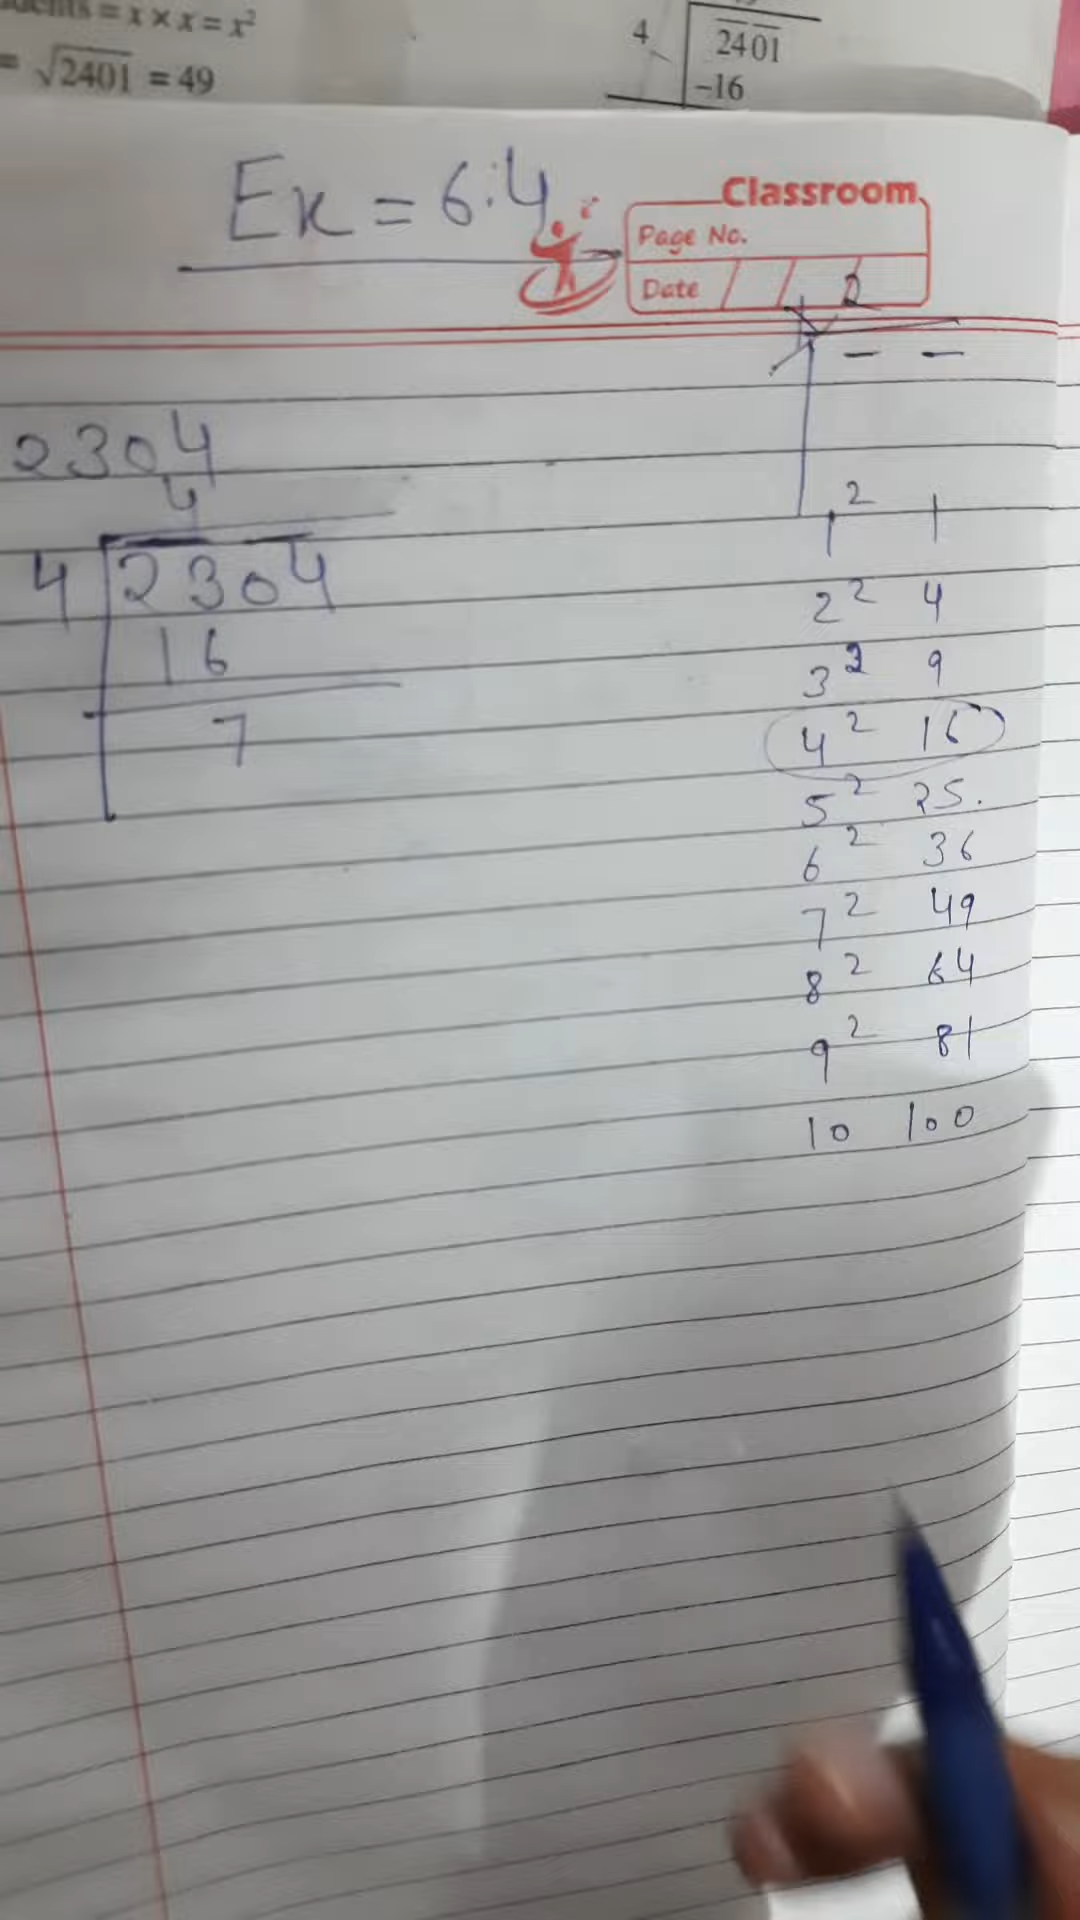 = x × x = x²
= √2401 = 49
4 2401
−16
Ex = 6.4
Classroom
Page No.
Date
2304
4
4 2304
16
7
1² 1
2² 4
3² 9
4² 16
5² 25.
6² 36
7² 49
8² 64
9² 81
10 100